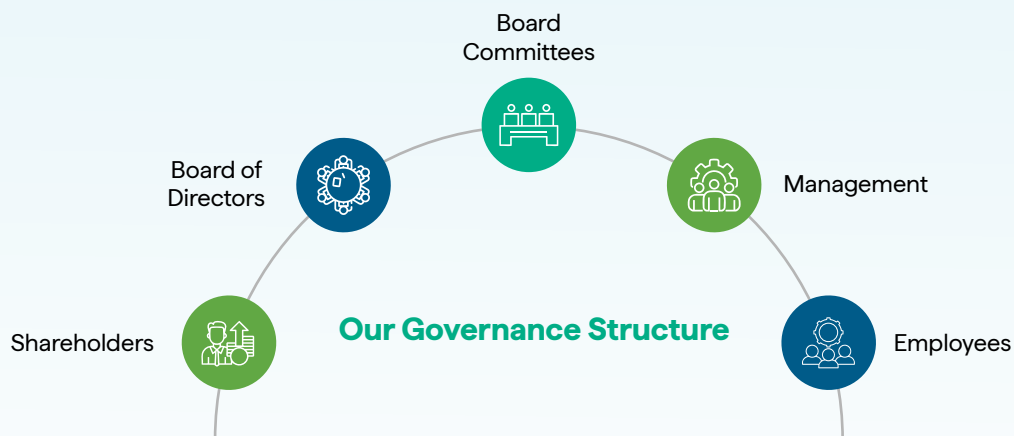 Board
Committees
Board of
Directors
Management
Shareholders
Our Governance Structure
Employees